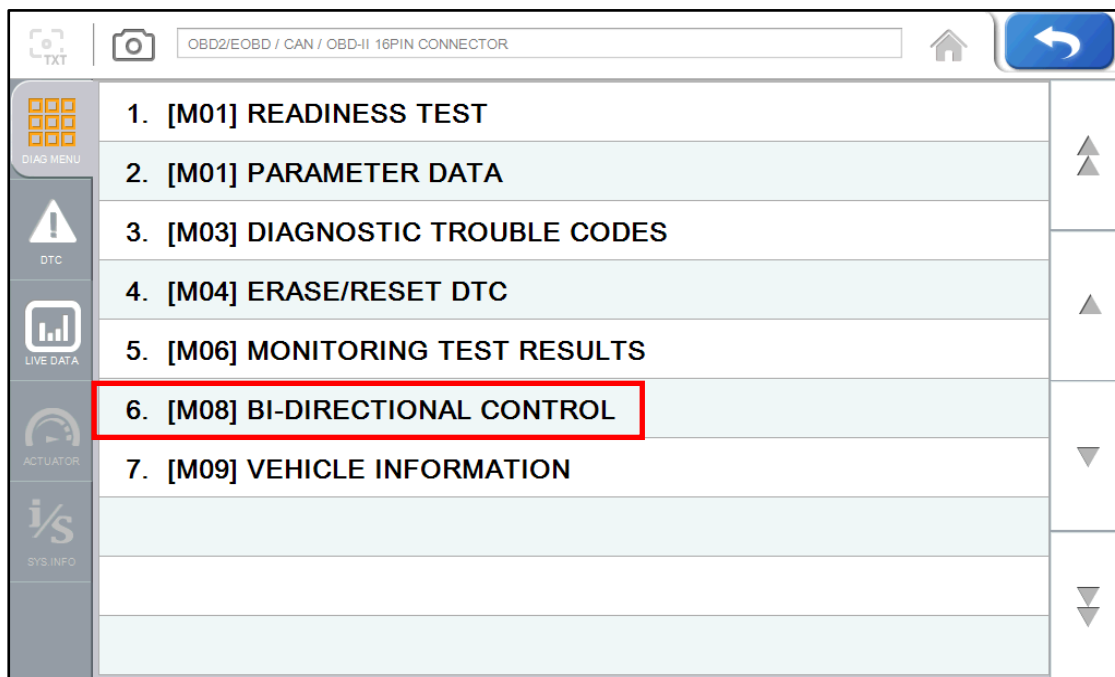 TXT
OBD2/EOBD / CAN / OBD-II 16PIN CONNECTOR
DIAG MENU
DTC
LIVE DATA
ACTUATOR
i/s
SYS.INFO
1. [M01] READINESS TEST
2. [M01] PARAMETER DATA
3. [M03] DIAGNOSTIC TROUBLE CODES
4. [M04] ERASE/RESET DTC
5. [M06] MONITORING TEST RESULTS
6. [M08] BI-DIRECTIONAL CONTROL
7. [M09] VEHICLE INFORMATION